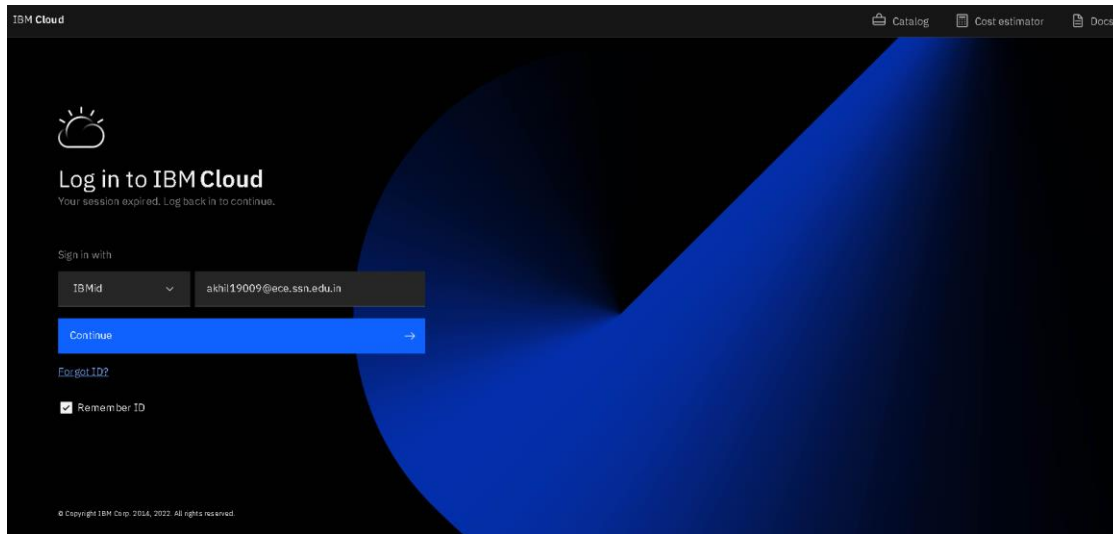 IBM Cloud
Catalog Cost estimator Docs
Log in to IBM Cloud
Your session expired. Log back in to continue.
Sign in with
IBMid akhil19009@ece.ssn.edu.in
Continue
Forgot ID?
Remember ID
© Copyright IBM Corp. 2014, 2022. All rights reserved.